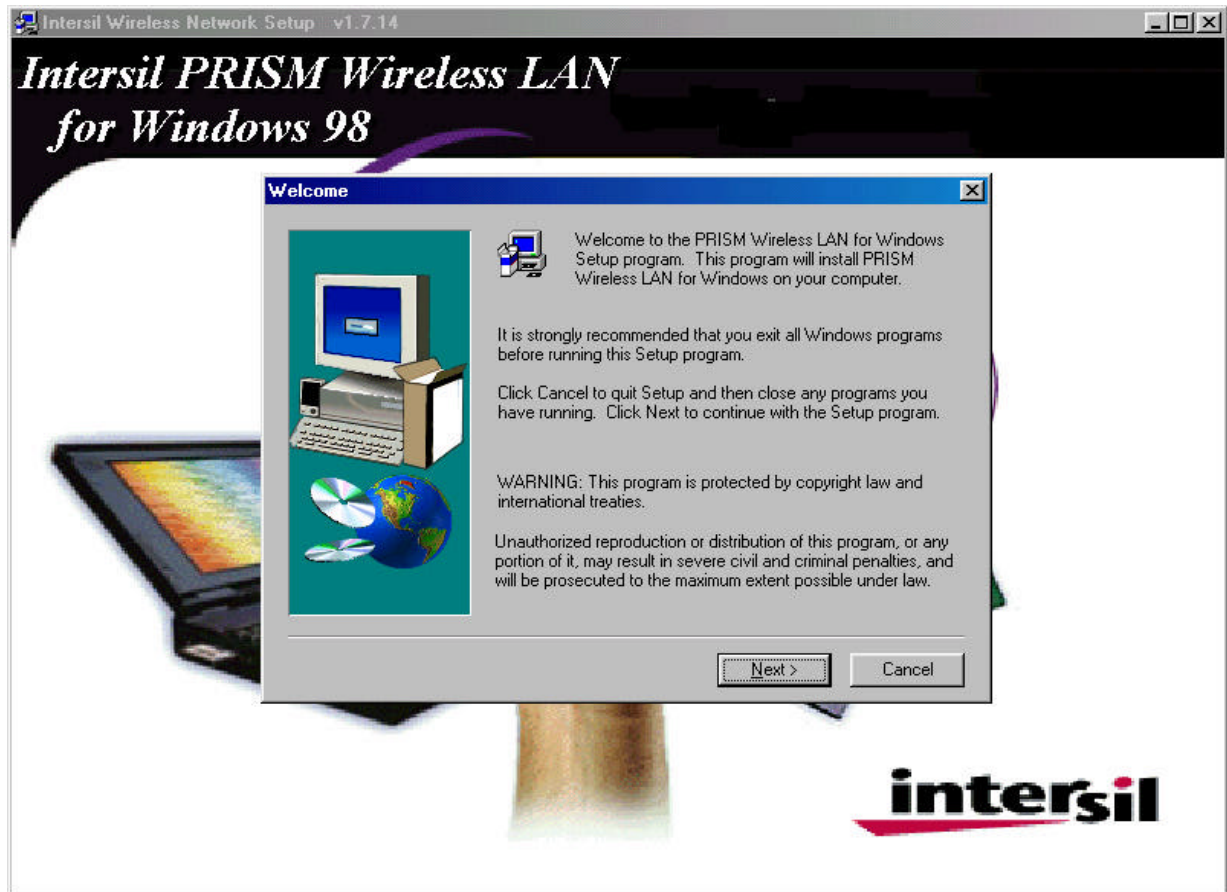 Intersil Wireless Network Setup v1.7.14
Intersil PRISM Wireless LAN
for Windows 98
Welcome
Welcome to the PRISM Wireless LAN for Windows
Setup program. This program will install PRISM
Wireless LAN for Windows on your computer.
It is strongly recommended that you exit all Windows programs
before running this Setup program.
Click Cancel to quit Setup and then close any programs you
have running. Click Next to continue with the Setup program.
WARNING: This program is protected by copyright law and
international treaties.
Unauthorized reproduction or distribution of this program, or any
portion of it, may result in severe civil and criminal penalties, and
will be prosecuted to the maximum extent possible under law.
Next >
Cancel
intersil